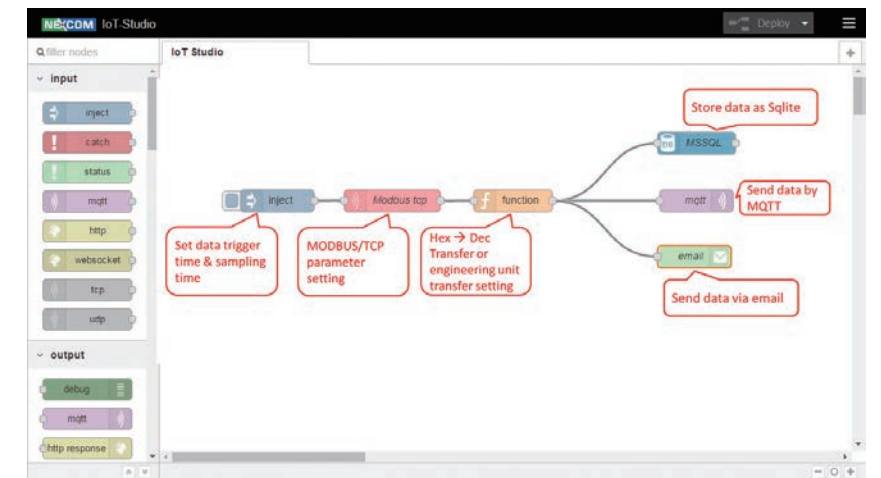 NEXCOM IoT-Studio
Deploy
filter nodes
IoT Studio
input
inject
catch
status
mqtt
http
websocket
tcp
udp
output
debug
mqtt
http response
inject
Modbus tcp
function
MSSQL
mqtt
email
Set data trigger
time & sampling
time
MODBUS/TCP
parameter
setting
Hex → Dec
Transfer or
engineering unit
transfer setting
Store data as Sqlite
Send data by
MQTT
Send data via email